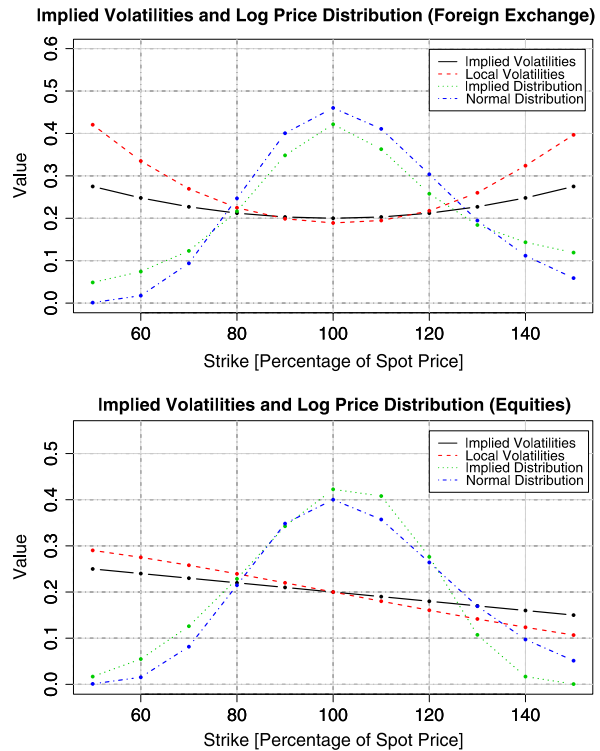 Implied Volatilities and Log Price Distribution (Foreign Exchange)
Implied Volatilities
Local Volatilities
Implied Distribution
Normal Distribution
Value
0.6
0.5
0.4
0.3
0.2
0.1
0.0
60 80 100 120 140
Strike [Percentage of Spot Price]
Implied Volatilities and Log Price Distribution (Equities)
Implied Volatilities
Local Volatilities
Implied Distribution
Normal Distribution
Value
0.5
0.4
0.3
0.2
0.1
0.0
60 80 100 120 140
Strike [Percentage of Spot Price]